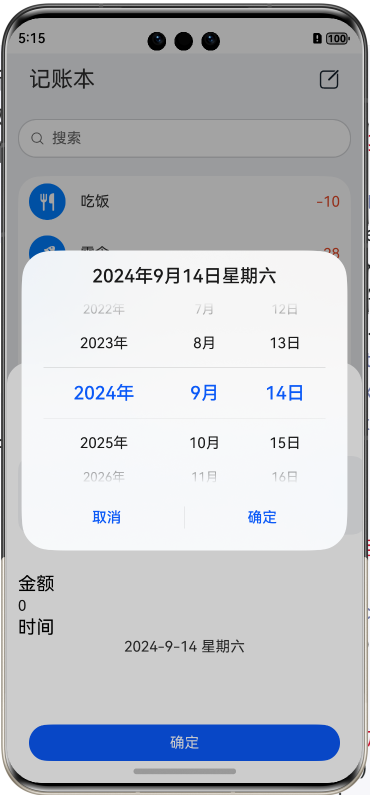 5:15
100
记账本
搜索
吃饭 -10
2024年9月14日星期六
2022年 7月 12日
2023年 8月 13日
2024年 9月 14日
2025年 10月 15日
2026年 11月 16日
取消 确定
金额
0
时间
2024-9-14 星期六
确定